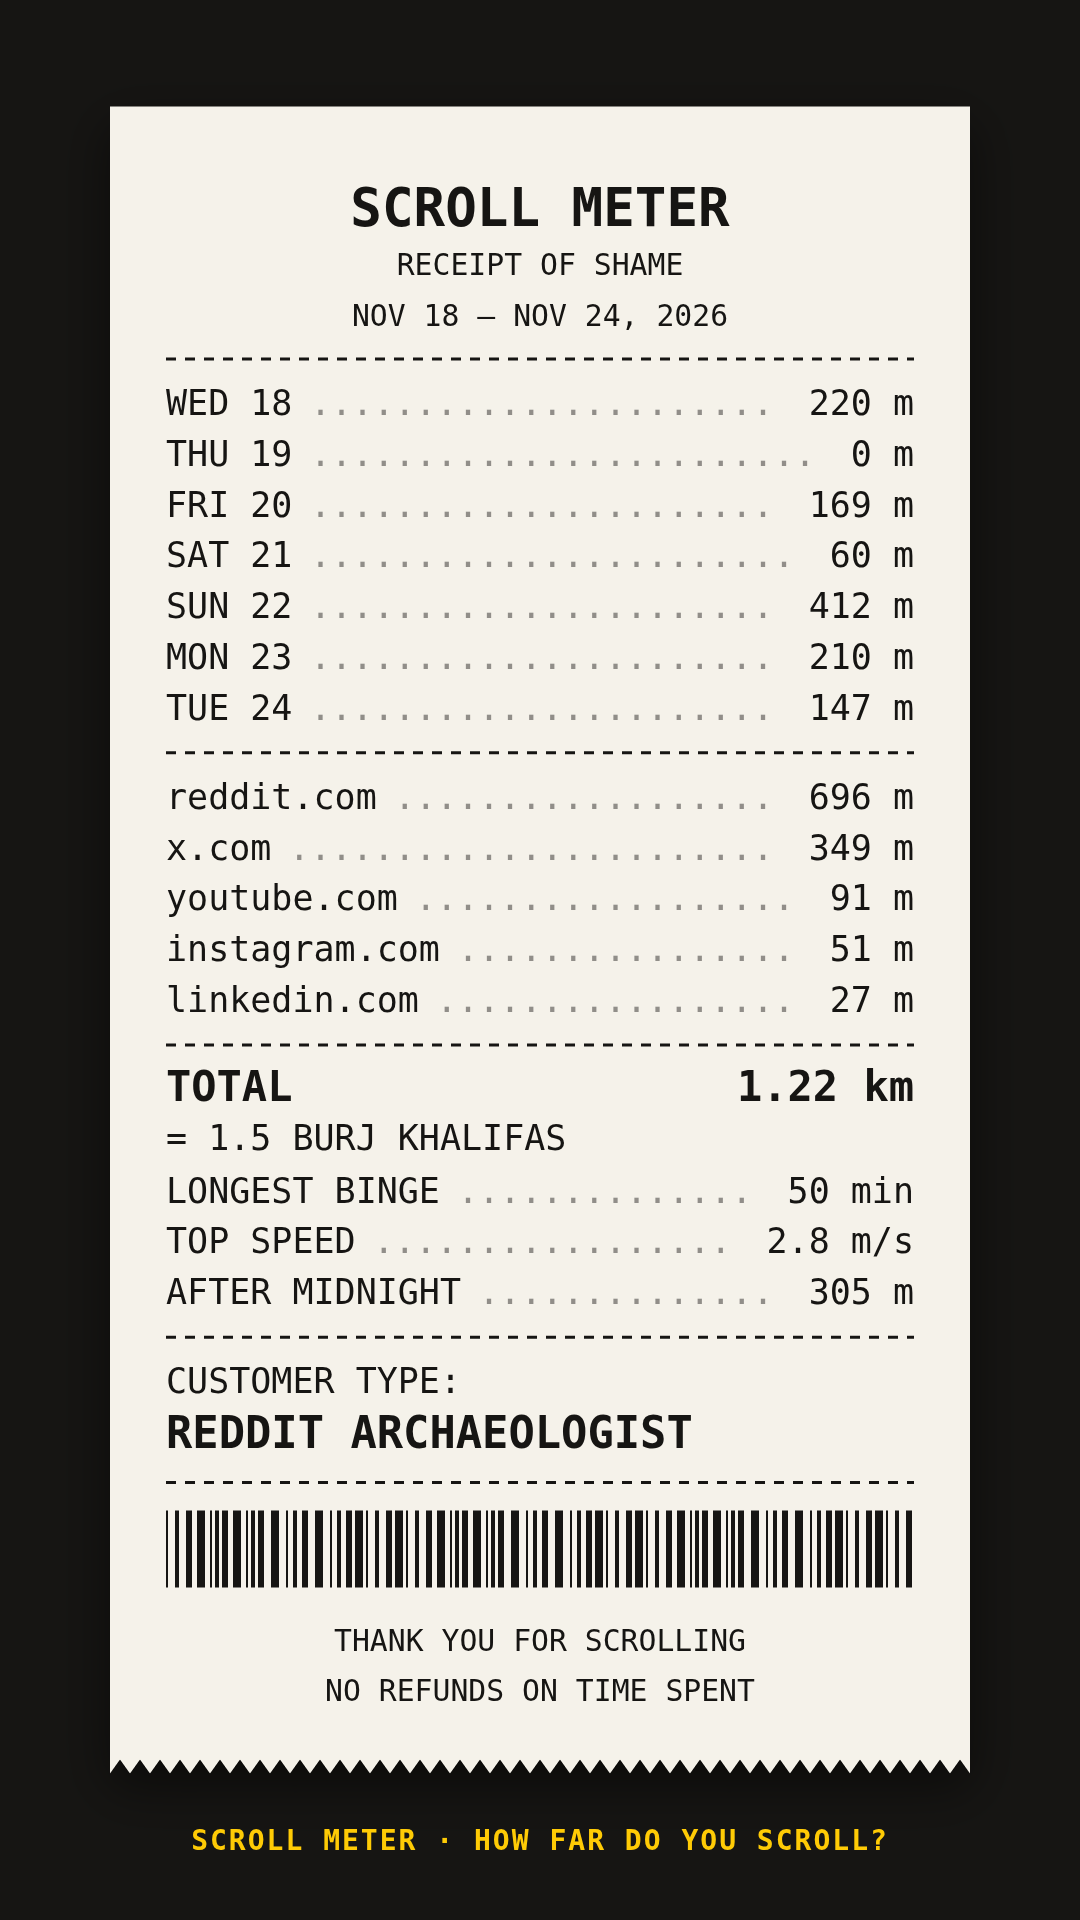 SCROLL METER
RECEIPT OF SHAME
NOV 18 – NOV 24, 2026
WED 18 ...................... 220 m
THU 19 ........................ 0 m
FRI 20 ...................... 169 m
SAT 21 ....................... 60 m
SUN 22 ...................... 412 m
MON 23 ...................... 210 m
TUE 24 ...................... 147 m
reddit.com .................. 696 m
x.com ....................... 349 m
youtube.com .................. 91 m
instagram.com ................ 51 m
linkedin.com ................. 27 m
TOTAL 1.22 km
= 1.5 BURJ KHALIFAS
LONGEST BINGE .............. 50 min
TOP SPEED ................. 2.8 m/s
AFTER MIDNIGHT .............. 305 m
CUSTOMER TYPE:
REDDIT ARCHAEOLOGIST
THANK YOU FOR SCROLLING
NO REFUNDS ON TIME SPENT
SCROLL METER · HOW FAR DO YOU SCROLL?